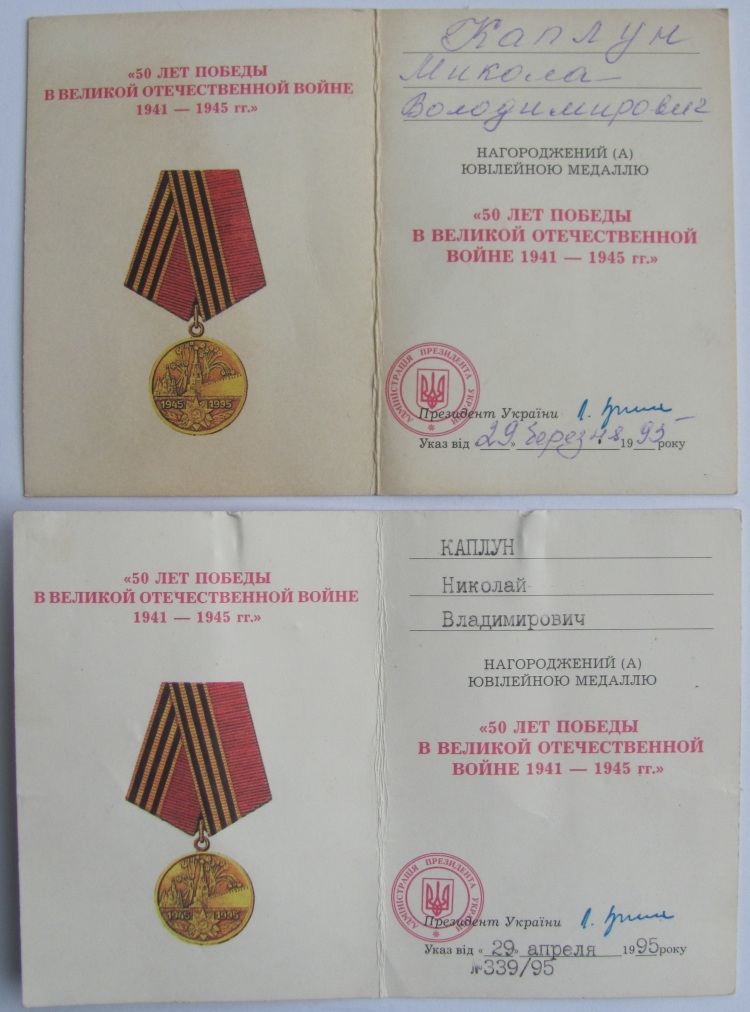 «50 ЛЕТ ПОБЕДЫ
В ВЕЛИКОЙ ОТЕЧЕСТВЕННОЙ ВОЙНЕ
1941 — 1945 гг.»
1945 1995
Каплун
Микола
Володимирович
НАГОРОДЖЕНИЙ (А)
ЮВІЛЕЙНОЮ МЕДАЛЛЮ
«50 ЛЕТ ПОБЕДЫ
В ВЕЛИКОЙ ОТЕЧЕСТВЕННОЙ
ВОЙНЕ 1941 — 1945 гг.»
АДМІНІСТРАЦІЯ ПРЕЗИДЕНТА УКРАЇНИ
Президент України
Указ від 29 березня 1995 року
«50 ЛЕТ ПОБЕДЫ
В ВЕЛИКОЙ ОТЕЧЕСТВЕННОЙ ВОЙНЕ
1941 — 1945 гг.»
1945 1995
КАПЛУН
Николай
Владимирович
НАГОРОДЖЕНИЙ (А)
ЮВІЛЕЙНОЮ МЕДАЛЛЮ
«50 ЛЕТ ПОБЕДЫ
В ВЕЛИКОЙ ОТЕЧЕСТВЕННОЙ
ВОЙНЕ 1941 — 1945 гг.»
АДМІНІСТРАЦІЯ ПРЕЗИДЕНТА УКРАЇНИ
Президент України
Указ від «29» апреля 1995 року
№339/95